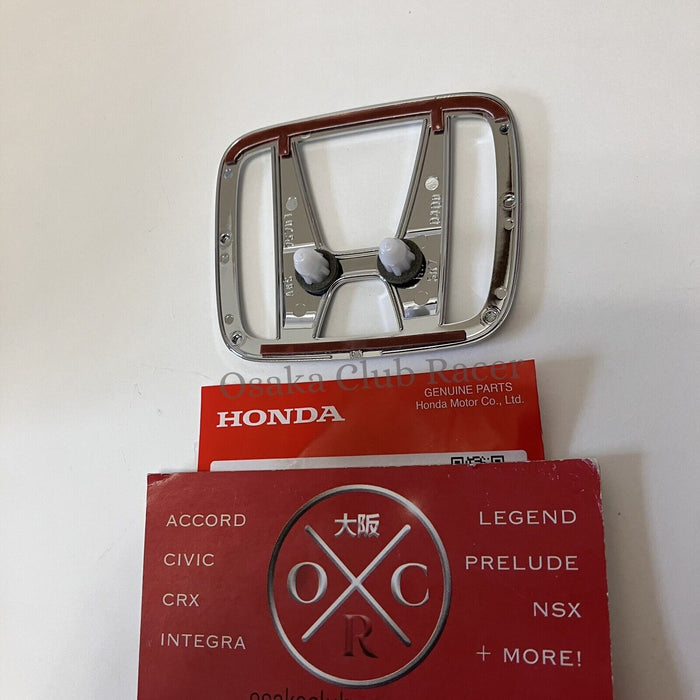 Osaka Club Racer
GENUINE PARTS
HONDA
Honda Motor Co., Ltd.
大阪
ACCORD
CIVIC
CRX
INTEGRA
O
C
R
LEGEND
PRELUDE
NSX
+ MORE!